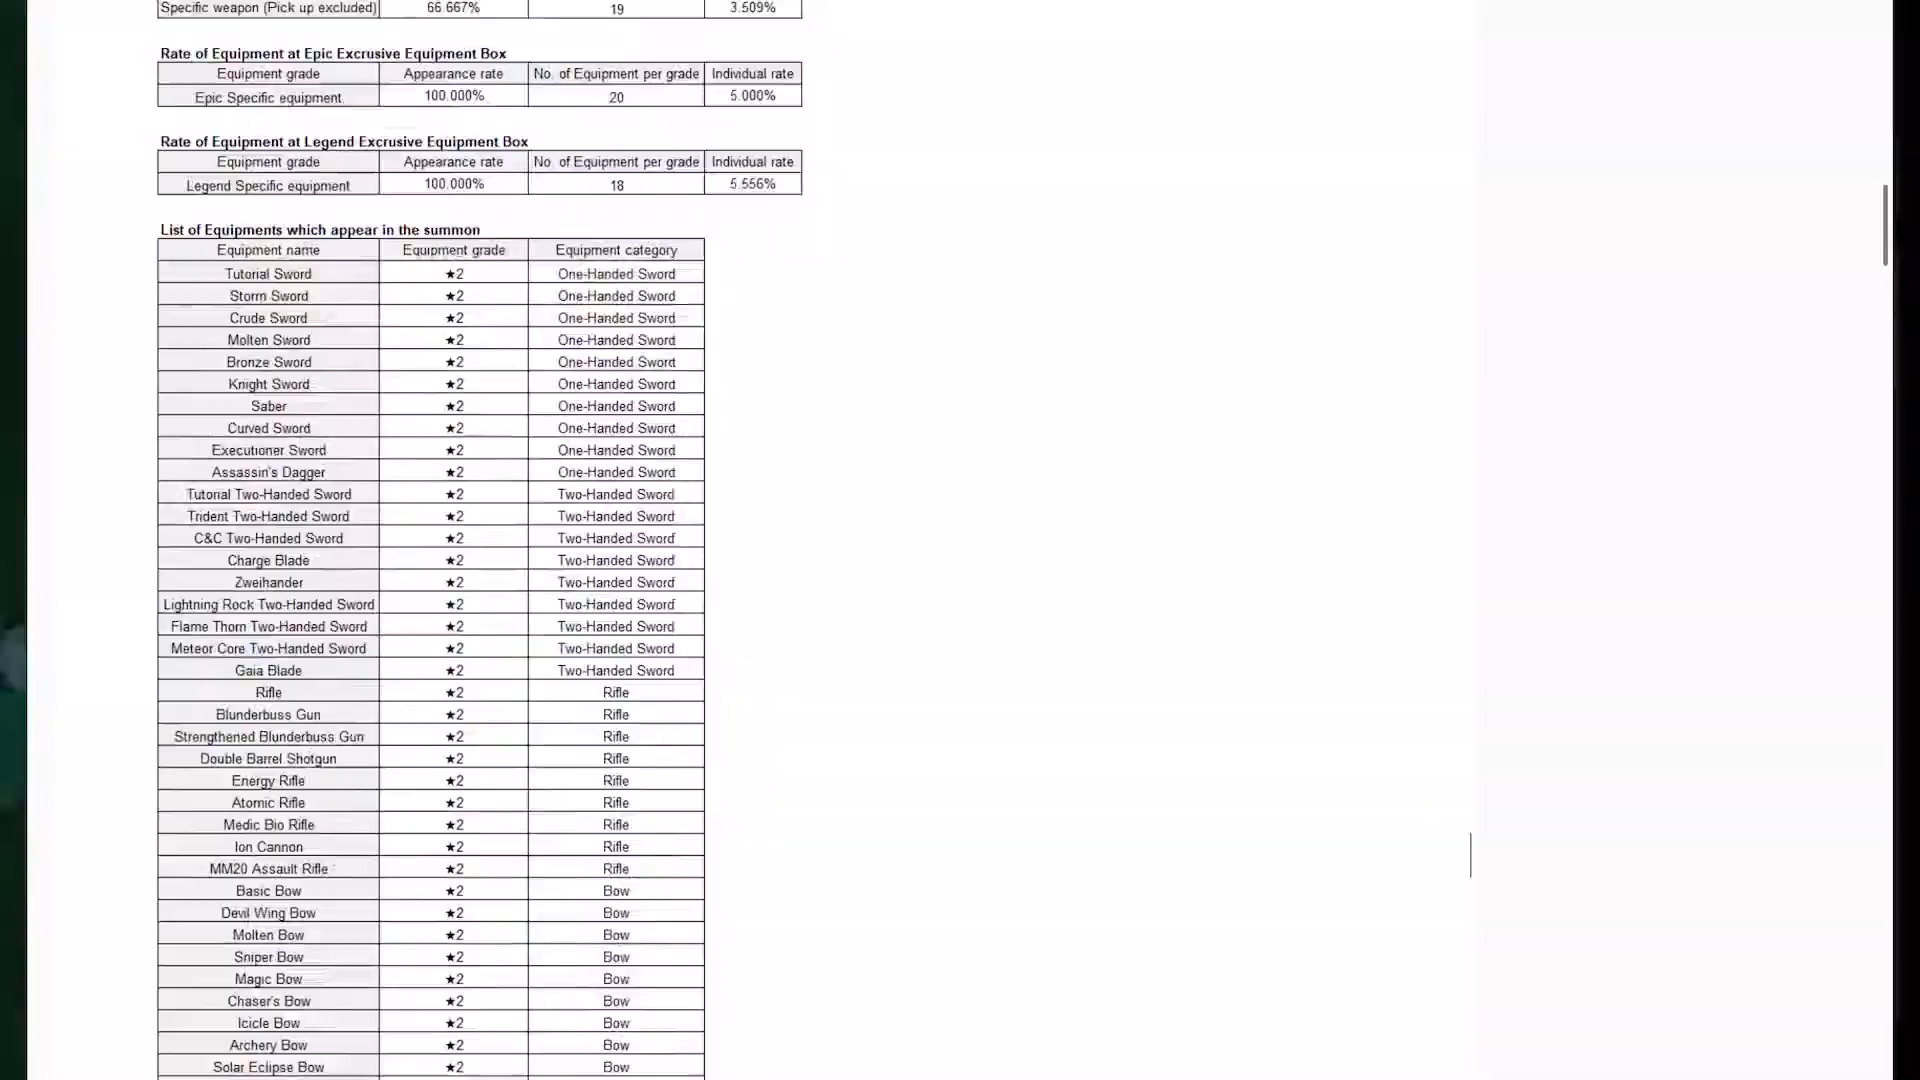 Specific weapon (Pick up excluded) 66.667% 19 3.509%
Rate of Equipment at Epic Excrusive Equipment Box
Equipment grade Appearance rate No. of Equipment per grade Individual rate
Epic Specific equipment 100.000% 20 5.000%
Rate of Equipment at Legend Excrusive Equipment Box
Equipment grade Appearance rate No. of Equipment per grade Individual rate
Legend Specific equipment 100.000% 18 5.556%
List of Equipments which appear in the summon
Equipment name Equipment grade Equipment category
Tutorial Sword ★2 One-Handed Sword
Storm Sword ★2 One-Handed Sword
Crude Sword ★2 One-Handed Sword
Molten Sword ★2 One-Handed Sword
Bronze Sword ★2 One-Handed Sword
Knight Sword ★2 One-Handed Sword
Saber ★2 One-Handed Sword
Curved Sword ★2 One-Handed Sword
Executioner Sword ★2 One-Handed Sword
Assassin's Dagger ★2 One-Handed Sword
Tutorial Two-Handed Sword ★2 Two-Handed Sword
Trident Two-Handed Sword ★2 Two-Handed Sword
C&C Two-Handed Sword ★2 Two-Handed Sword
Charge Blade ★2 Two-Handed Sword
Zweihander ★2 Two-Handed Sword
Lightning Rock Two-Handed Sword ★2 Two-Handed Sword
Flame Thorn Two-Handed Sword ★2 Two-Handed Sword
Meteor Core Two-Handed Sword ★2 Two-Handed Sword
Gaia Blade ★2 Two-Handed Sword
Rifle ★2 Rifle
Blunderbuss Gun ★2 Rifle
Strengthened Blunderbuss Gun ★2 Rifle
Double Barrel Shotgun ★2 Rifle
Energy Rifle ★2 Rifle
Atomic Rifle ★2 Rifle
Medic Bio Rifle ★2 Rifle
Ion Cannon ★2 Rifle
MM20 Assault Rifle ★2 Rifle
Basic Bow ★2 Bow
Devil Wing Bow ★2 Bow
Molten Bow ★2 Bow
Sniper Bow ★2 Bow
Magic Bow ★2 Bow
Chaser's Bow ★2 Bow
Icicle Bow ★2 Bow
Archery Bow ★2 Bow
Solar Eclipse Bow ★2 Bow